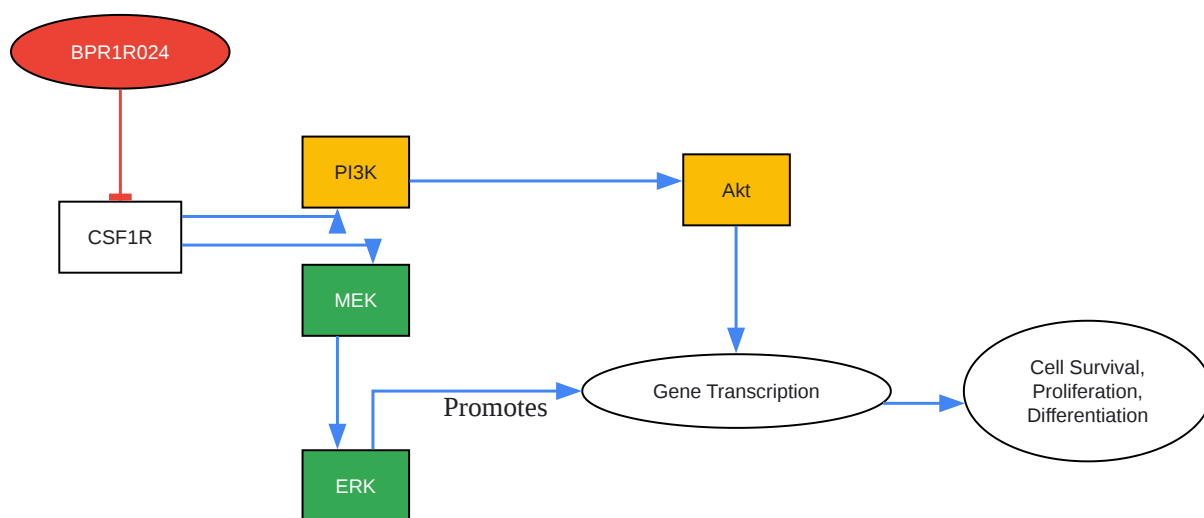 BPR1R024
PI3K
Akt
CSF1R
MEK
Gene Transcription
Cell Survival,
Proliferation,
Differentiation
Promotes
ERK